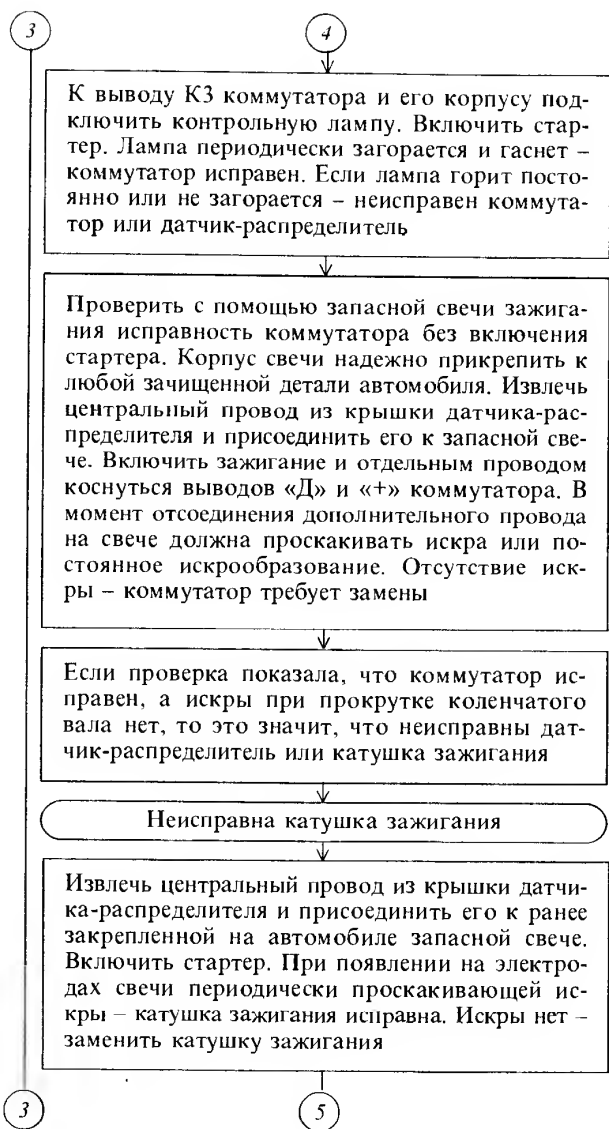 3
4
К выводу КЗ коммутатора и его корпусу под-
ключить контрольную лампу. Включить стар-
тер. Лампа периодически загорается и гаснет –
коммутатор исправен. Если лампа горит посто-
янно или не загорается – неисправен коммута-
тор или датчик-распределитель
Проверить с помощью запасной свечи зажига-
ния исправность коммутатора без включения
стартера. Корпус свечи надежно прикрепить к
любой зачищенной детали автомобиля. Извлечь
центральный провод из крышки датчика-рас-
пределителя и присоединить его к запасной све-
че. Включить зажигание и отдельным проводом
коснуться выводов «Д» и «+» коммутатора. В
момент отсоединения дополнительного провода
на свече должна проскакивать искра или по-
стоянное искрообразование. Отсутствие иск-
ры – коммутатор требует замены
Если проверка показала, что коммутатор ис-
правен, а искры при прокрутке коленчатого
вала нет, то это значит, что неисправны дат-
чик-распределитель или катушка зажигания
Неисправна катушка зажигания
Извлечь центральный провод из крышки датчи-
ка-распределителя и присоединить его к ранее
закрепленной на автомобиле запасной свече.
Включить стартер. При появлении на электро-
дах свечи периодически проскакивающей ис-
кры – катушка зажигания исправна. Искры нет –
заменить катушку зажигания
3
5